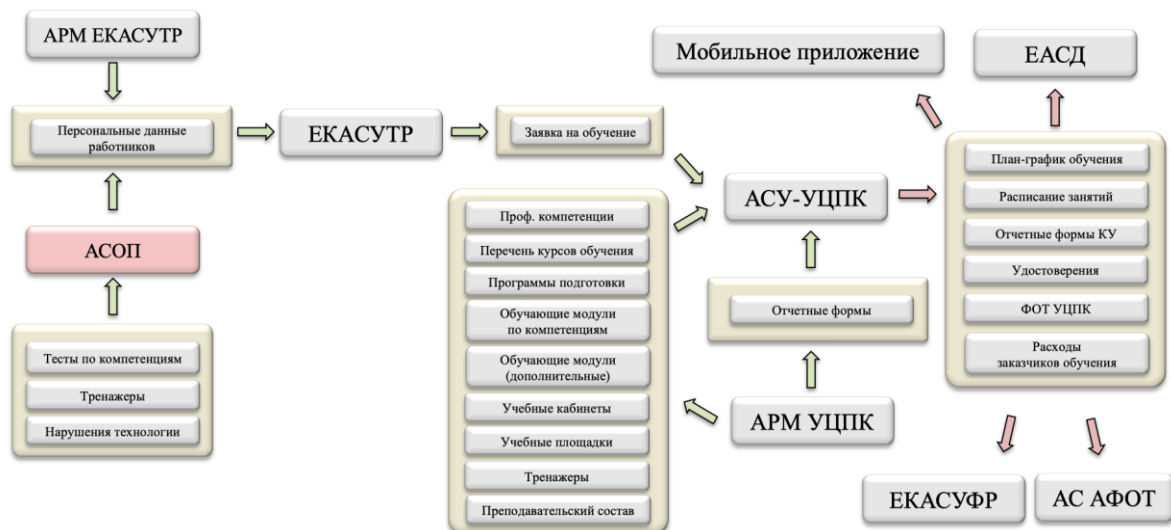 АРМ ЕКАСУТР
Персональные данные
работников
АСОП
Тесты по компетенциям
Тренажеры
Нарушения технологии
ЕКАСУТР
Заявка на обучение
Проф. компетенции
Перечень курсов обучения
Программы подготовки
Обучающие модули
по компетенциям
Обучающие модули
(дополнительные)
Учебные кабинеты
Учебные площадки
Тренажеры
Преподавательский состав
АСУ-УЦПК
Отчетные формы
АРМ УЦПК
Мобильное приложение
ЕАСД
План-график обучения
Расписание занятий
Отчетные формы КУ
Удостоверения
ФОТ УЦПК
Расходы
заказчиков обучения
ЕКАСУФР
АС АФОТ